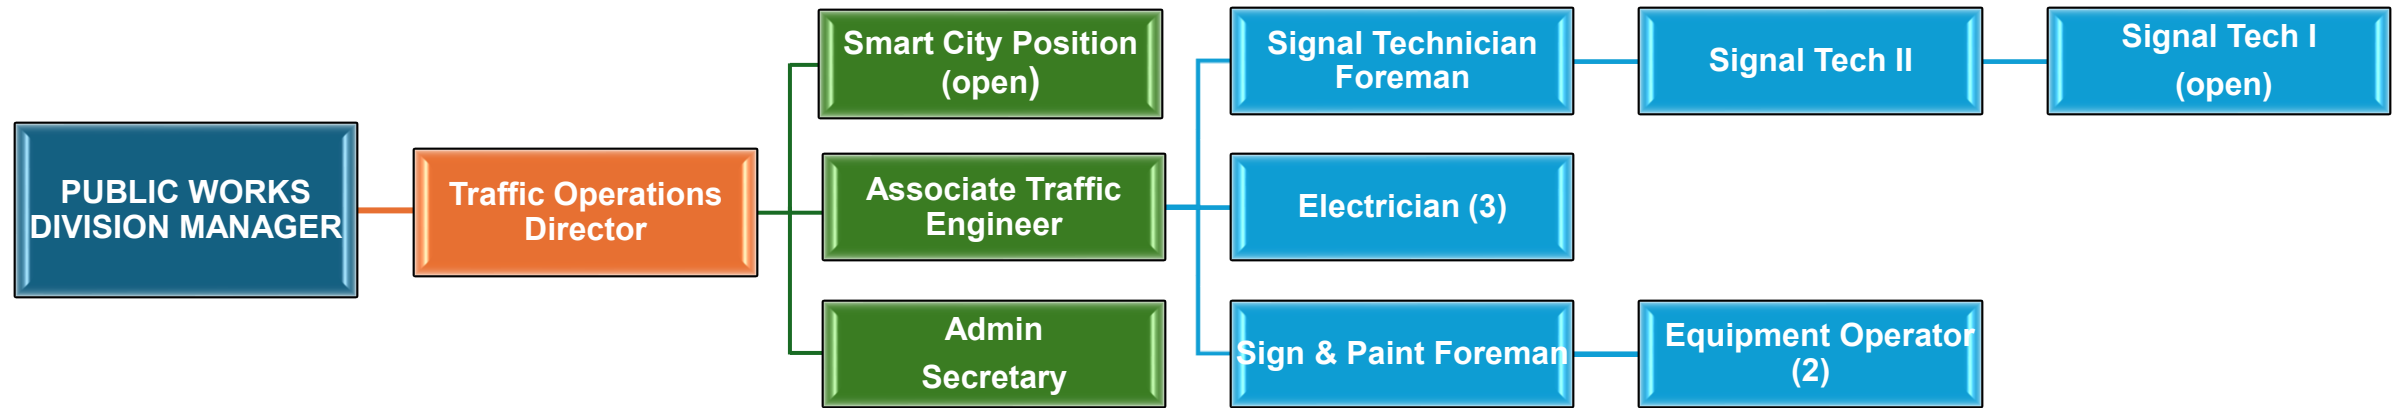 PUBLIC WORKS
DIVISION MANAGER
Traffic Operations
Director
Smart City Position
(open)
Associate Traffic
Engineer
Admin
Secretary
Signal Technician
Foreman
Signal Tech II
Signal Tech I
(open)
Electrician (3)
Sign & Paint Foreman
Equipment Operator
(2)